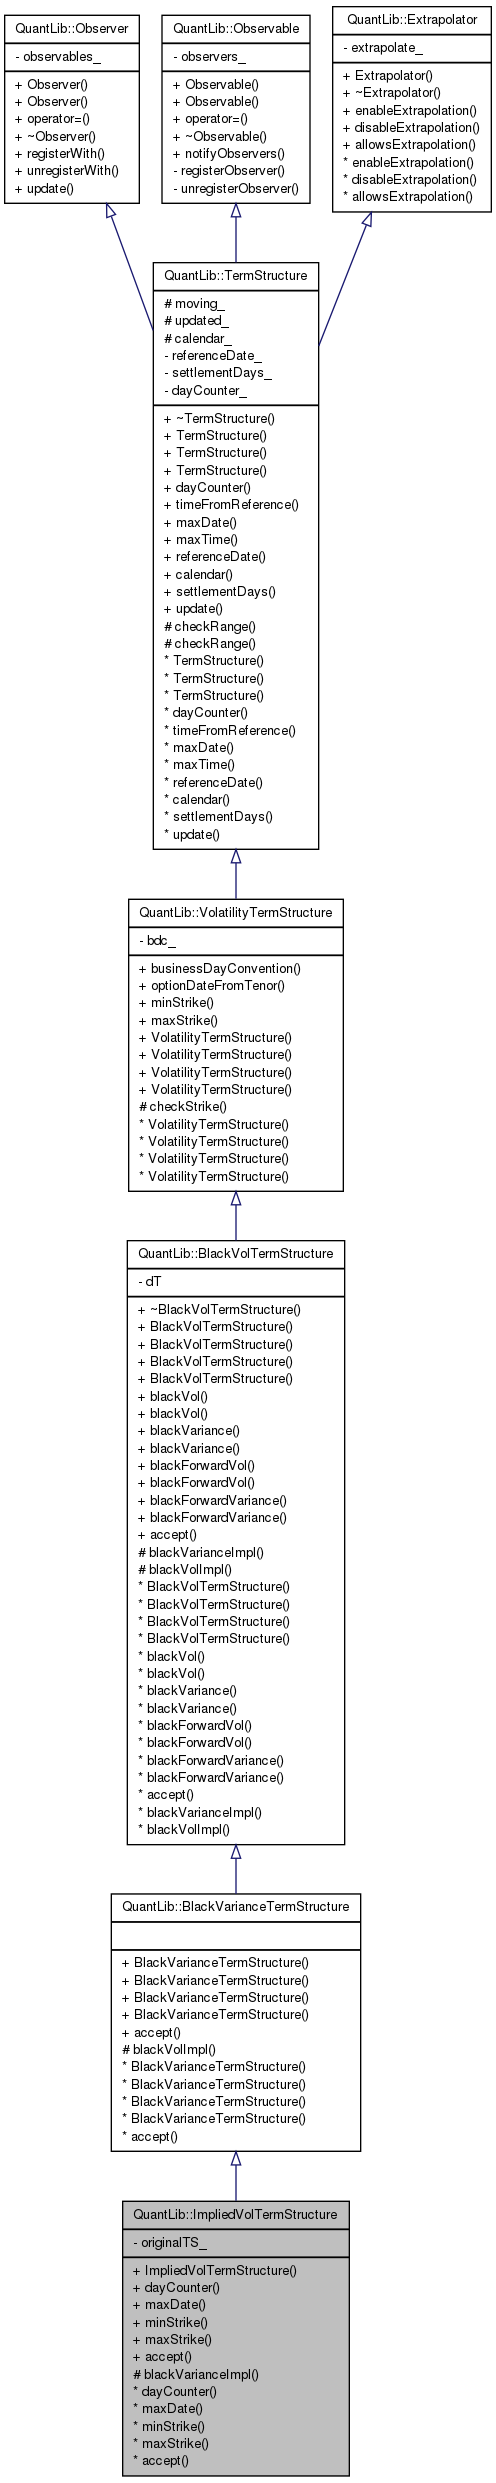 QuantLib::Observer
- observables_
+ Observer()
+ Observer()
+ operator=()
+ ~Observer()
+ registerWith()
+ unregisterWith()
+ update()
QuantLib::Observable
- observers_
+ Observable()
+ Observable()
+ operator=()
+ ~Observable()
+ notifyObservers()
- registerObserver()
- unregisterObserver()
QuantLib::Extrapolator
- extrapolate_
+ Extrapolator()
+ ~Extrapolator()
+ enableExtrapolation()
+ disableExtrapolation()
+ allowsExtrapolation()
* enableExtrapolation()
* disableExtrapolation()
* allowsExtrapolation()
QuantLib::TermStructure
# moving_
# updated_
# calendar_
- referenceDate_
- settlementDays_
- dayCounter_
+ ~TermStructure()
+ TermStructure()
+ TermStructure()
+ TermStructure()
+ dayCounter()
+ timeFromReference()
+ maxDate()
+ maxTime()
+ referenceDate()
+ calendar()
+ settlementDays()
+ update()
# checkRange()
# checkRange()
* TermStructure()
* TermStructure()
* TermStructure()
* dayCounter()
* timeFromReference()
* maxDate()
* maxTime()
* referenceDate()
* calendar()
* settlementDays()
* update()
QuantLib::VolatilityTermStructure
- bdc_
+ businessDayConvention()
+ optionDateFromTenor()
+ minStrike()
+ maxStrike()
+ VolatilityTermStructure()
+ VolatilityTermStructure()
+ VolatilityTermStructure()
+ VolatilityTermStructure()
# checkStrike()
* VolatilityTermStructure()
* VolatilityTermStructure()
* VolatilityTermStructure()
* VolatilityTermStructure()
QuantLib::BlackVolTermStructure
- dT
+ ~BlackVolTermStructure()
+ BlackVolTermStructure()
+ BlackVolTermStructure()
+ BlackVolTermStructure()
+ BlackVolTermStructure()
+ blackVol()
+ blackVol()
+ blackVariance()
+ blackVariance()
+ blackForwardVol()
+ blackForwardVol()
+ blackForwardVariance()
+ blackForwardVariance()
+ accept()
# blackVarianceImpl()
# blackVolImpl()
* BlackVolTermStructure()
* BlackVolTermStructure()
* BlackVolTermStructure()
* BlackVolTermStructure()
* blackVol()
* blackVol()
* blackVariance()
* blackVariance()
* blackForwardVol()
* blackForwardVol()
* blackForwardVariance()
* blackForwardVariance()
* accept()
* blackVarianceImpl()
* blackVolImpl()
QuantLib::BlackVarianceTermStructure
+ BlackVarianceTermStructure()
+ BlackVarianceTermStructure()
+ BlackVarianceTermStructure()
+ BlackVarianceTermStructure()
+ accept()
# blackVolImpl()
* BlackVarianceTermStructure()
* BlackVarianceTermStructure()
* BlackVarianceTermStructure()
* BlackVarianceTermStructure()
* accept()
QuantLib::ImpliedVolTermStructure
- originalTS_
+ ImpliedVolTermStructure()
+ dayCounter()
+ maxDate()
+ minStrike()
+ maxStrike()
+ accept()
# blackVarianceImpl()
* dayCounter()
* maxDate()
* minStrike()
* maxStrike()
* accept()